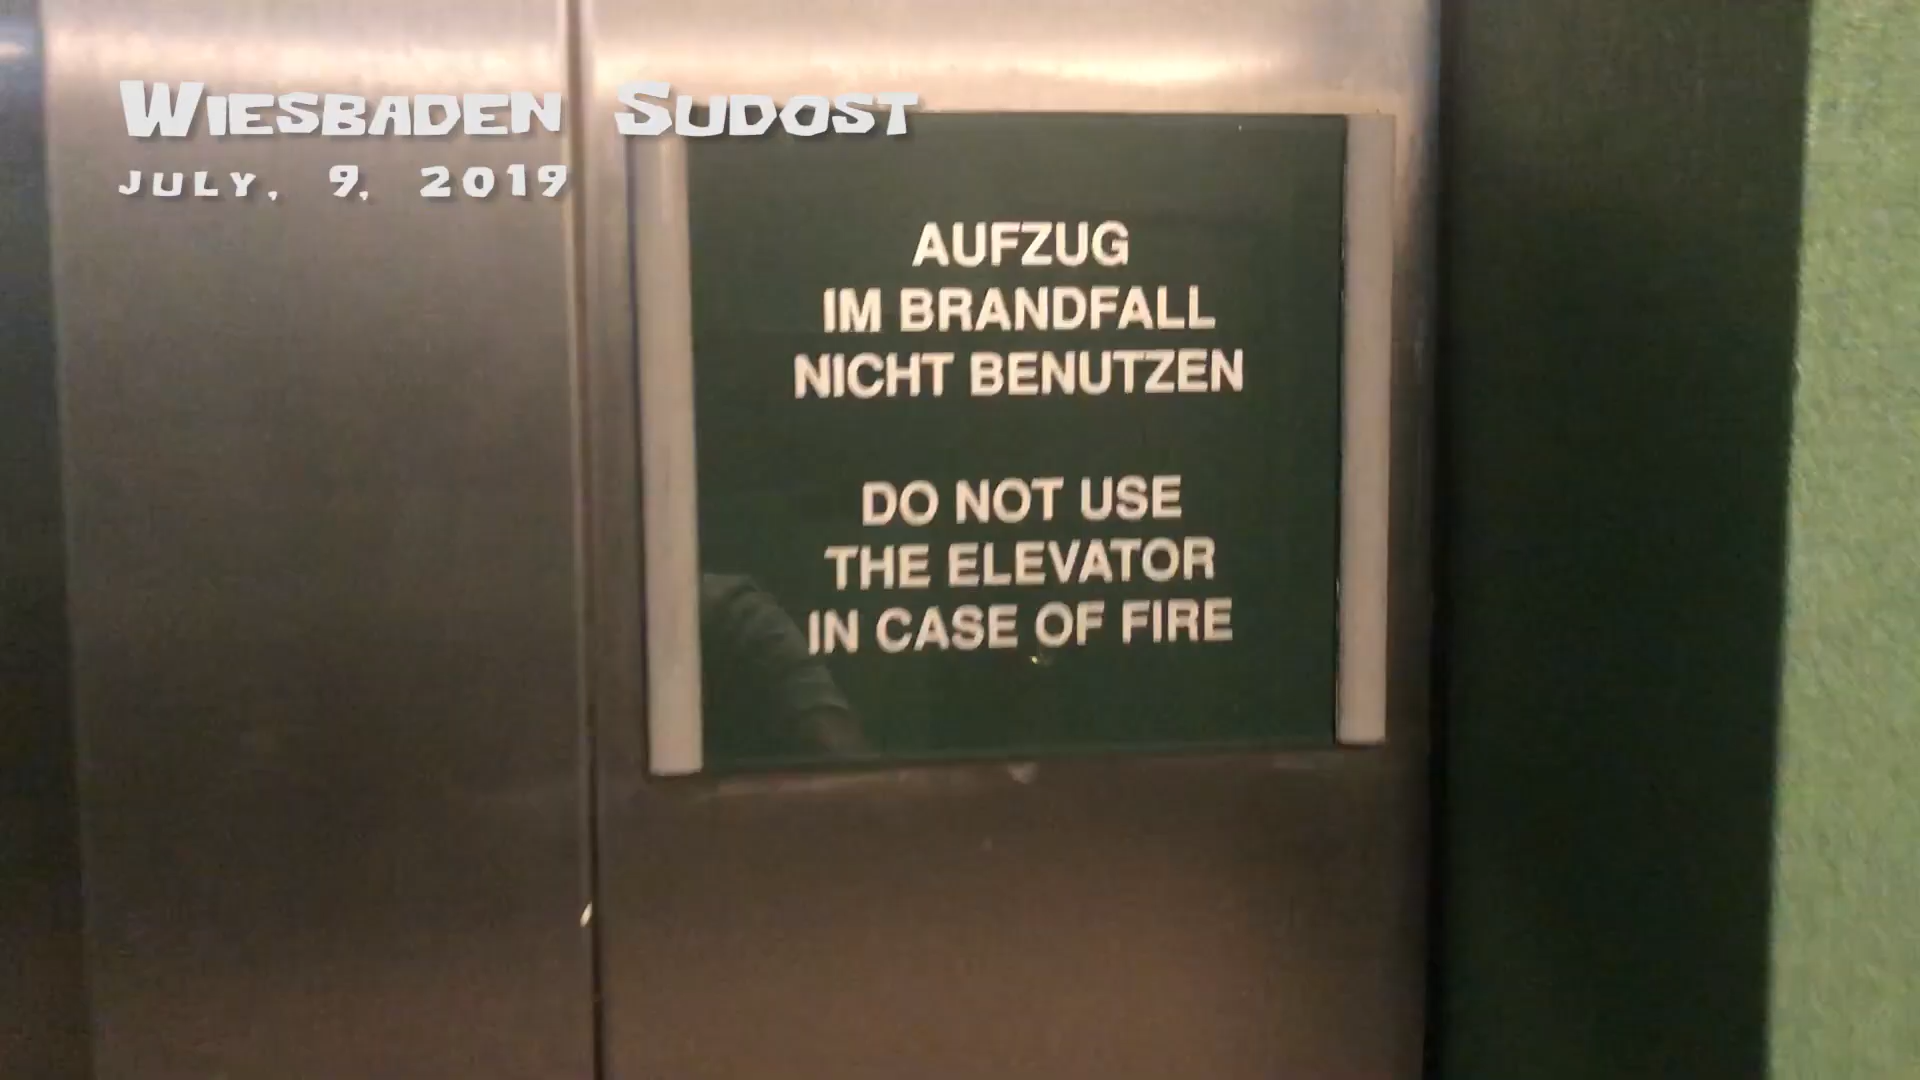 WIESBADEN SUDOST
JULY, 9, 2019
AUFZUG
IM BRANDFALL
NICHT BENUTZEN
DO NOT USE
THE ELEVATOR
IN CASE OF FIRE